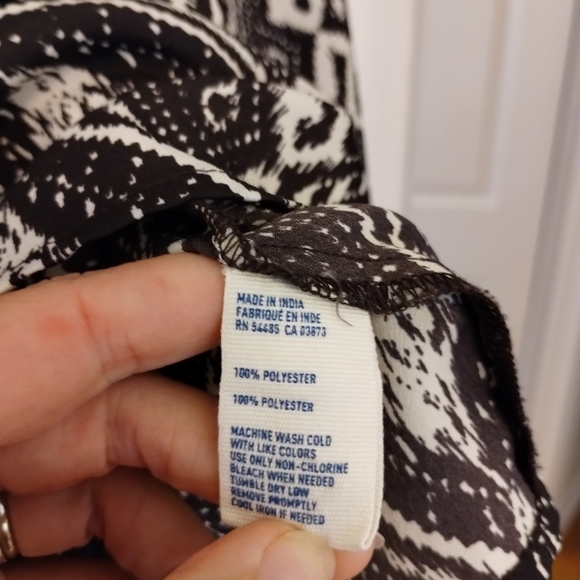 MADE IN INDIA
FABRIQUÉ EN INDE
RN 54485 CA 03873
100% POLYESTER
100% POLYESTER
MACHINE WASH COLD
WITH LIKE COLORS
USE ONLY NON-CHLORINE
BLEACH WHEN NEEDED
TUMBLE DRY LOW
REMOVE PROMPTLY
COOL IRON IF NEEDED